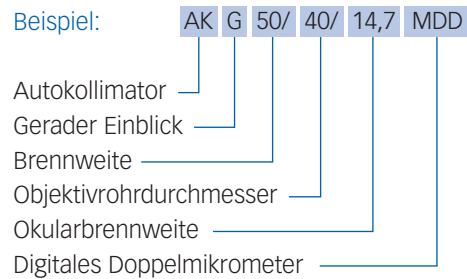 Beispiel: AK G 50/ 40/ 14,7 MDD
Autokollimator
Gerader Einblick
Brennweite
Objektivrohrdurchmesser
Okularbrennweite
Digitales Doppelmikrometer